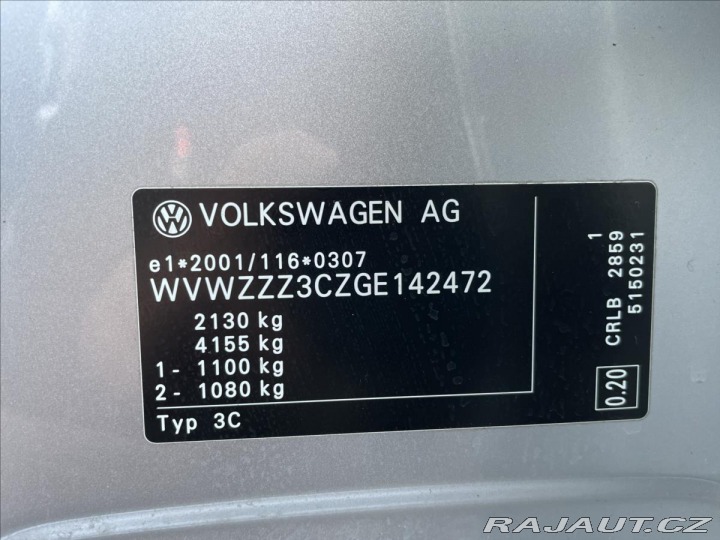 VOLKSWAGEN AG
e1*2001/116*0307
WVWZZZ3CZGE142472
2130 kg
4155 kg
1- 1100 kg
2- 1080 kg
Typ 3C
CRLB 2859 1
5150231
0.20
RAJAUT.CZ